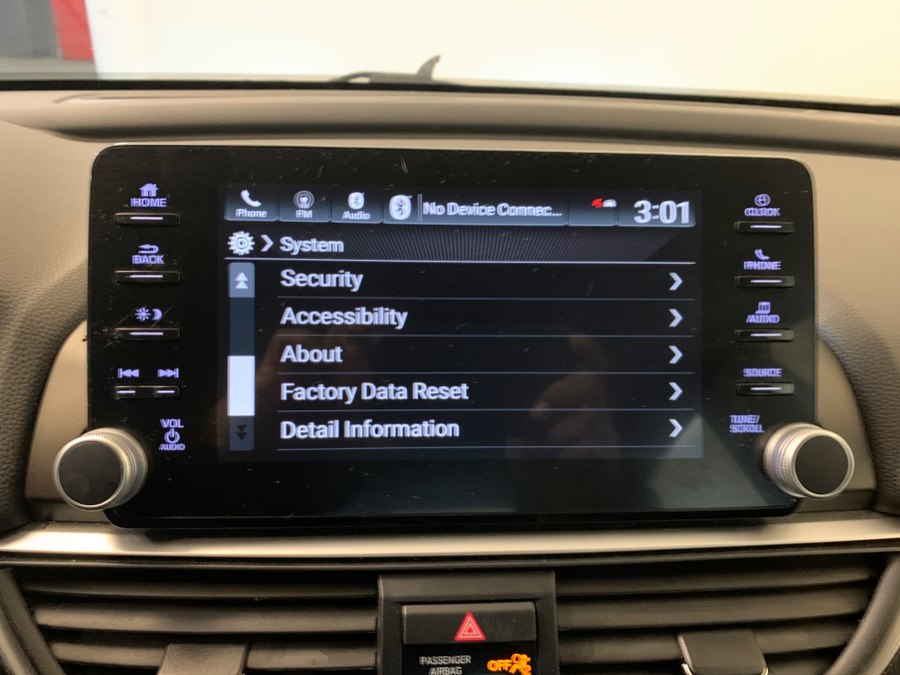 HOME
BACK
VOL
AUDIO
Phone
FM
Audio
No Device Connec...
3:01
System
Security
Accessibility
About
Factory Data Reset
Detail Information
CLOCK
PHONE
/AUDIO
SOURCE
TUNE/
SCROLL
PASSENGER
AIRBAG
OFF